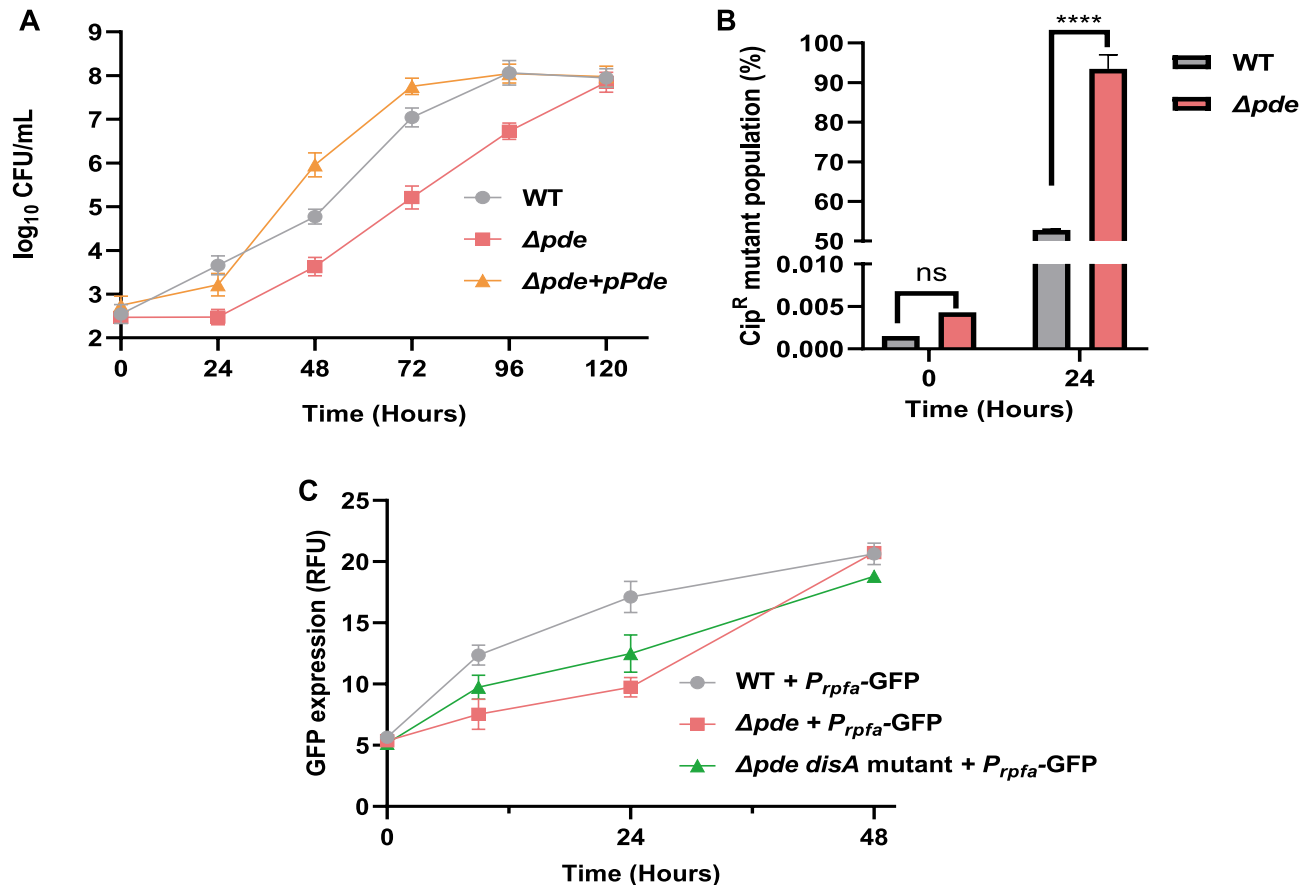 A
log₁₀ CFU/mL
9
8
7
6
5
4
3
2
0 24 48 72 96 120
Time (Hours)
WT
Δpde
Δpde+pPde
B
Cipᴿ mutant population (%)
100
90
80
70
60
50
0.010
0.005
0.000
ns
****
0 24
Time (Hours)
WT
Δpde
C
GFP expression (RFU)
25
20
15
10
5
0
0 24 48
Time (Hours)
WT + P_rpfa-GFP
Δpde + P_rpfa-GFP
Δpde disA mutant + P_rpfa-GFP